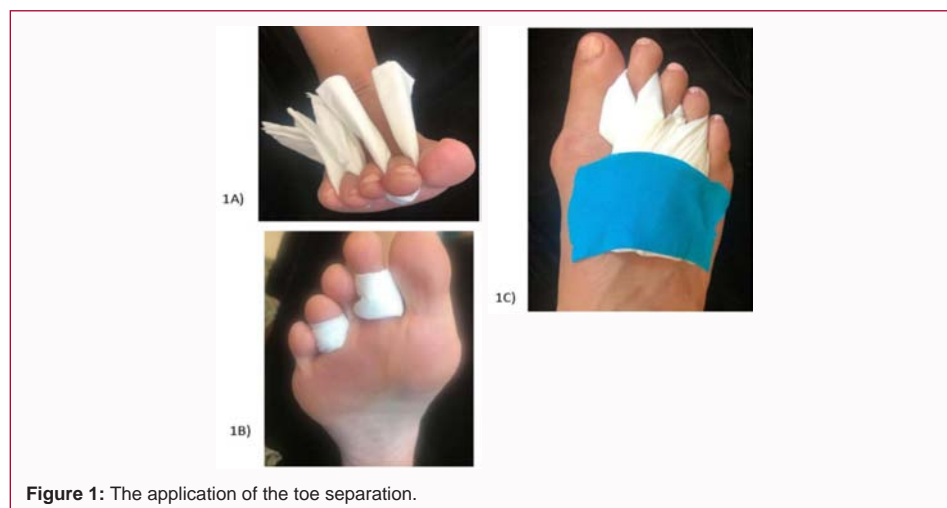 1A)
1C)
1B)
Figure 1: The application of the toe separation.